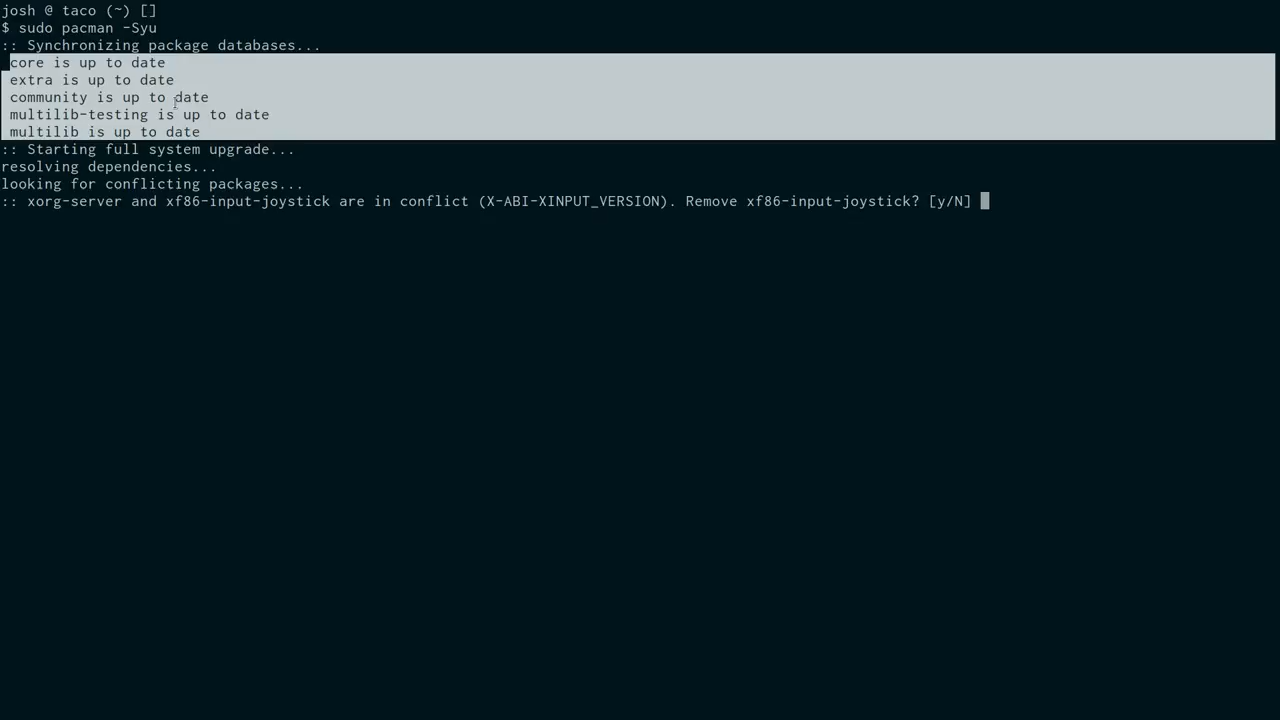 josh @ taco (~) []
$ sudo pacman -Syu
:: Synchronizing package databases...
core is up to date
extra is up to date
community is up to date
multilib-testing is up to date
multilib is up to date
:: Starting full system upgrade...
resolving dependencies...
looking for conflicting packages...
:: xorg-server and xf86-input-joystick are in conflict (X-ABI-XINPUT_VERSION). Remove xf86-input-joystick? [y/N]